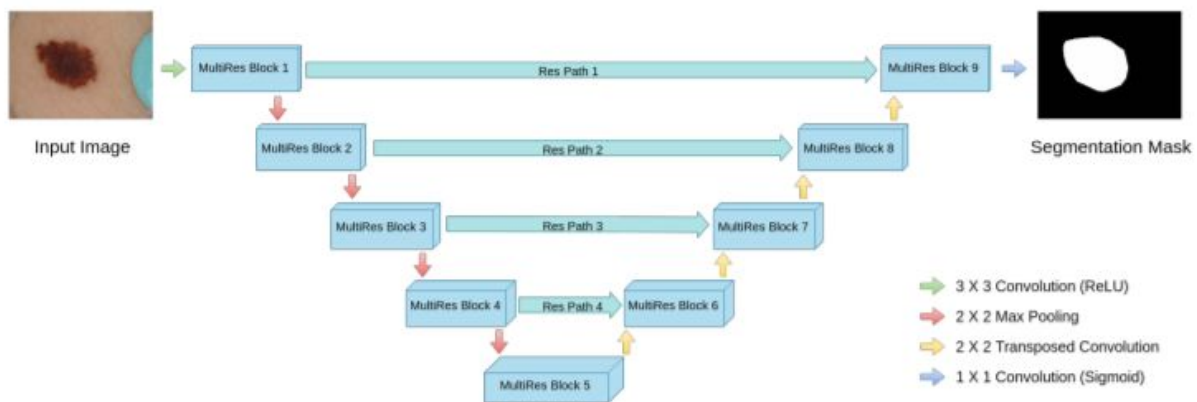 MultiRes Block 1
Res Path 1
MultiRes Block 9
Input Image
MultiRes Block 2
Res Path 2
MultiRes Block 8
Segmentation Mask
MultiRes Block 3
Res Path 3
MultiRes Block 7
MultiRes Block 4
Res Path 4
MultiRes Block 6
MultiRes Block 5
3 X 3 Convolution (ReLU)
2 X 2 Max Pooling
2 X 2 Transposed Convolution
1 X 1 Convolution (Sigmoid)